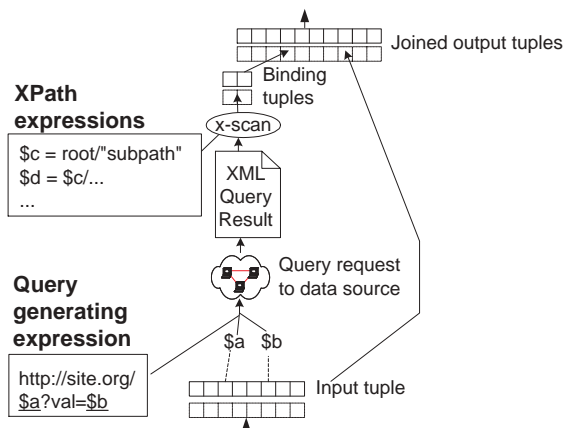 Joined output tuples
Binding
tuples
XPath
expressions
x-scan
$c = root/"subpath"
$d = $c/...
...
XML
Query
Result
Query request
to data source
Query
generating
expression
$a $b
http://site.org/
$a?val=$b
Input tuple